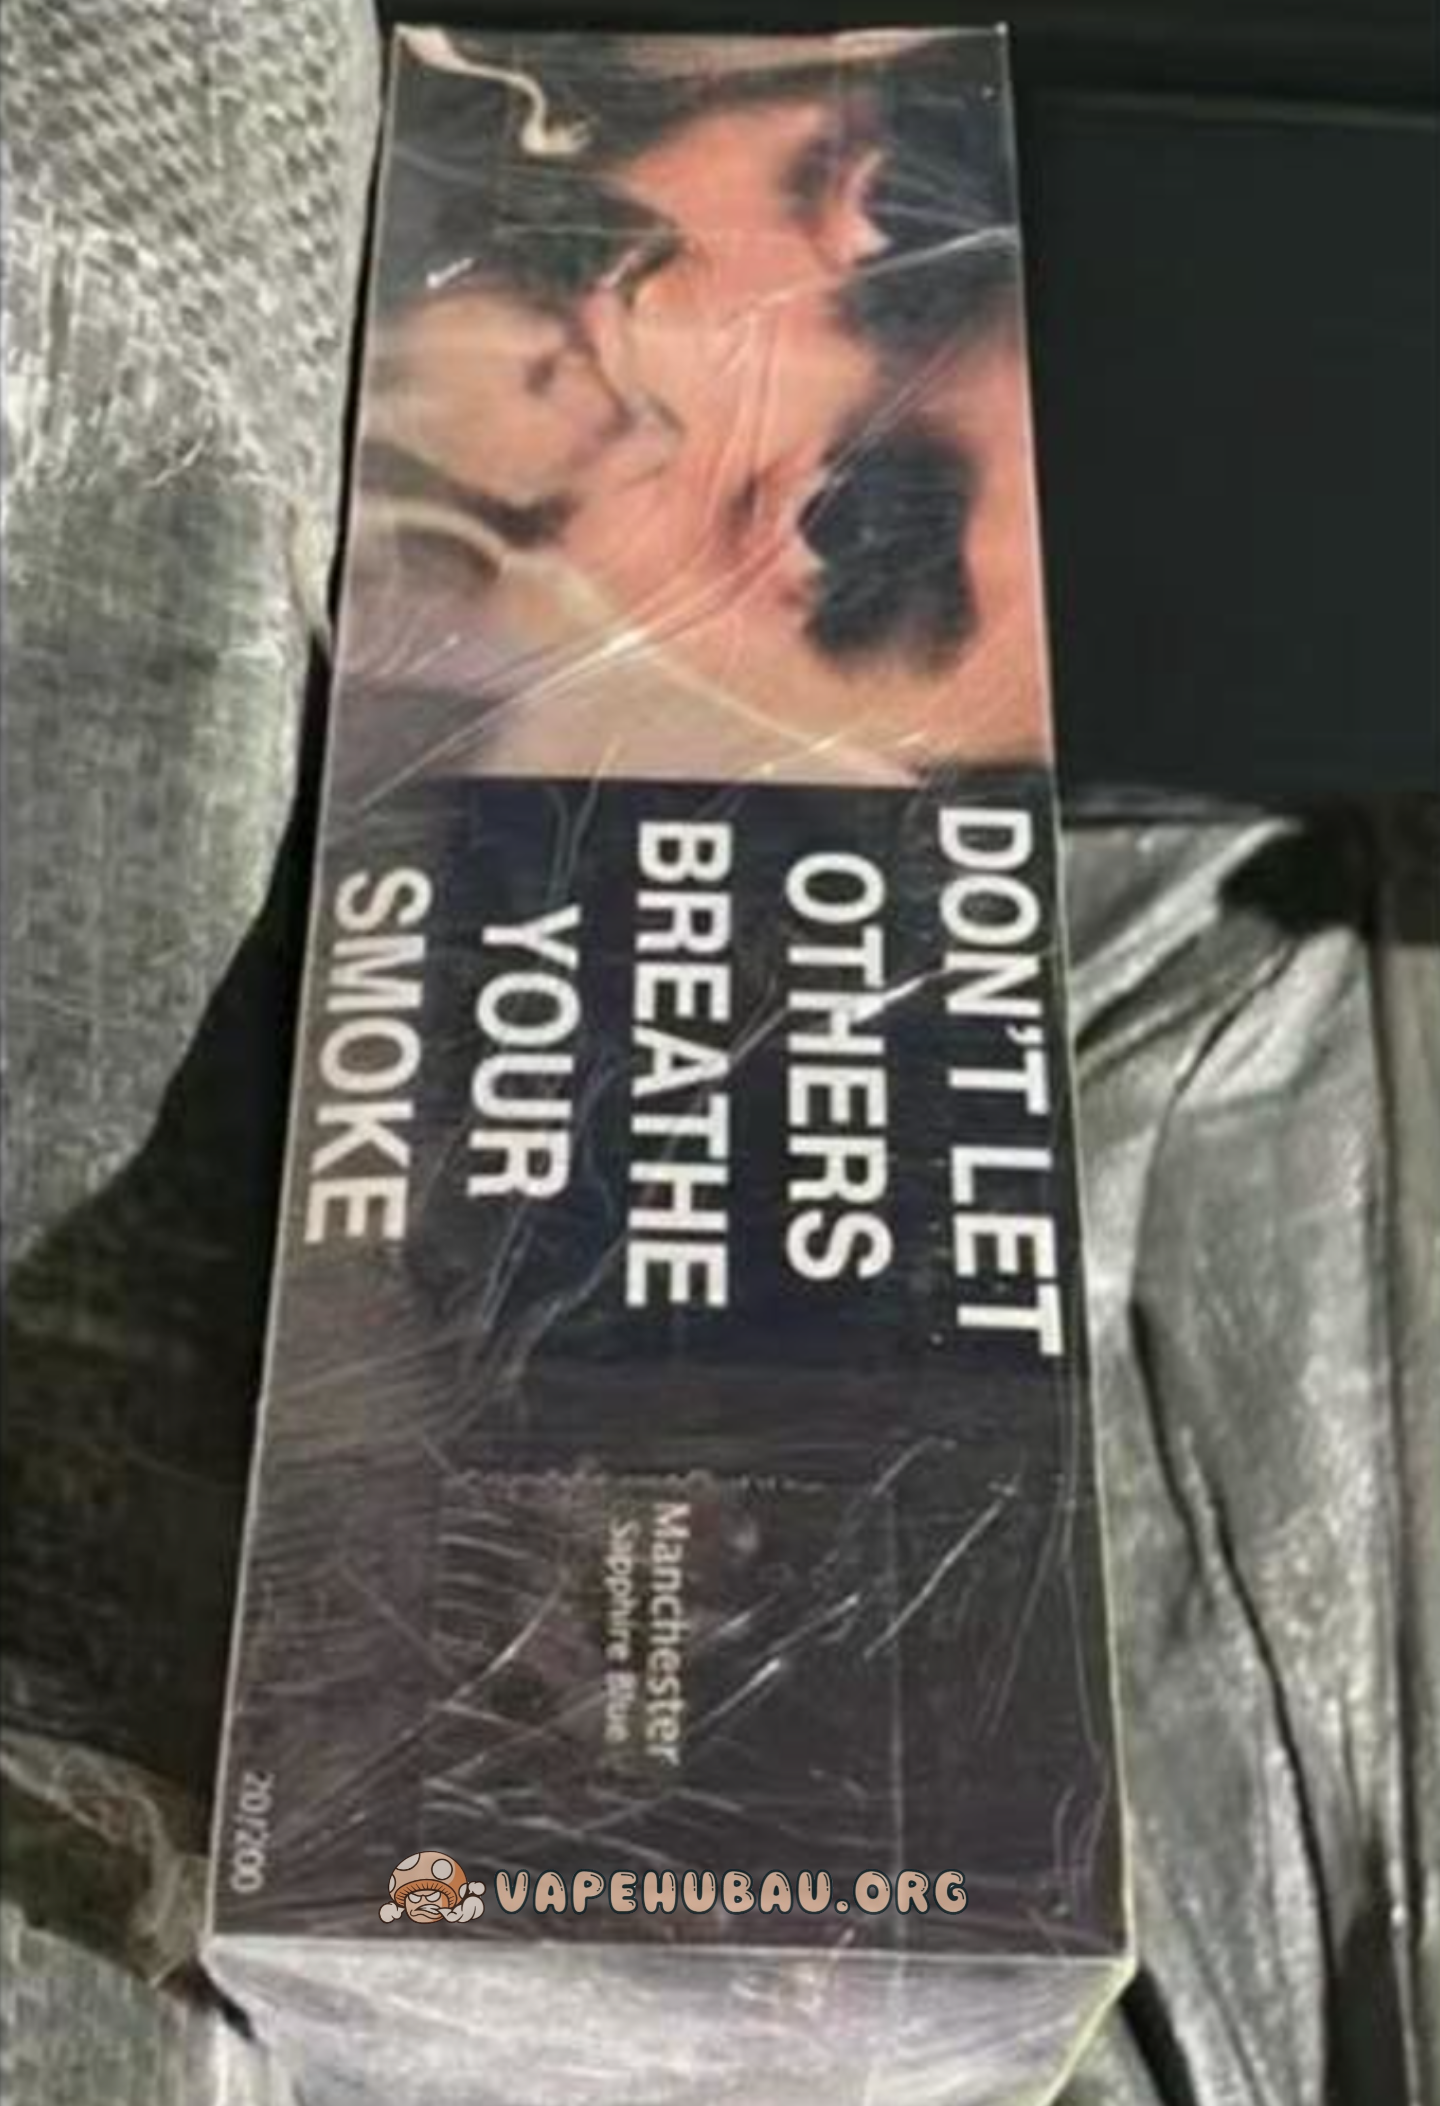 DON'T LET
OTHERS
BREATHE
YOUR
SMOKE
Manchester
Sapphire Blue
20/200
VAPEHUBAU.ORG